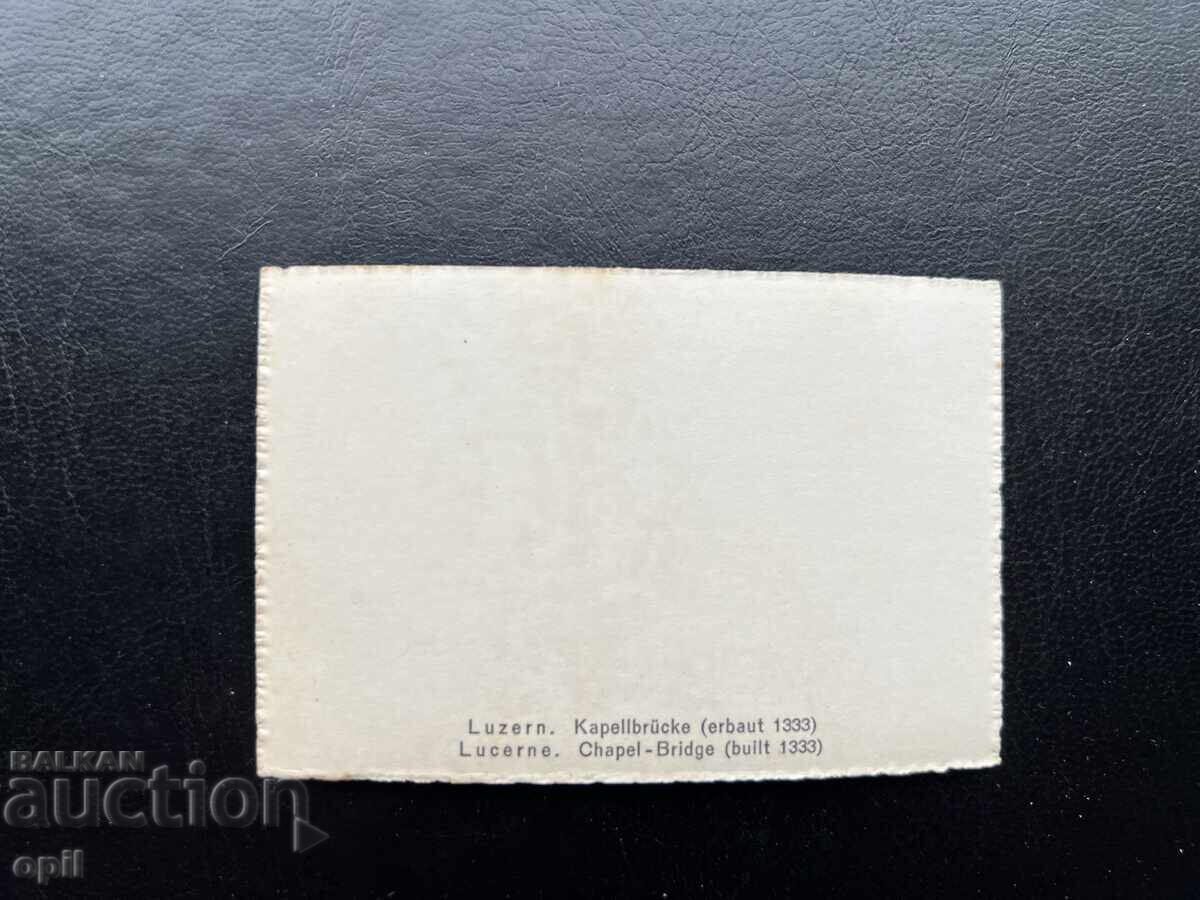 Luzern. Kapellbrücke (erbaut 1333)
Lucerne. Chapel-Bridge (built 1333)
BALKAN
auction
opil